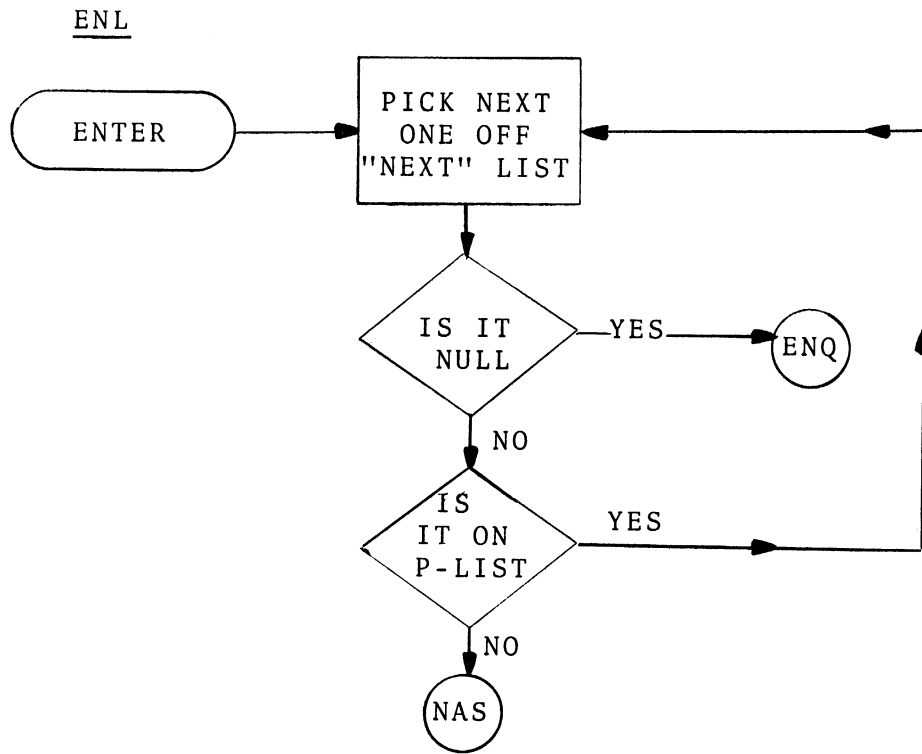 ENL
ENTER
PICK NEXT
ONE OFF
"NEXT" LIST
IS IT
NULL
YES
ENQ
NO
IS
IT ON
P-LIST
YES
NO
NAS